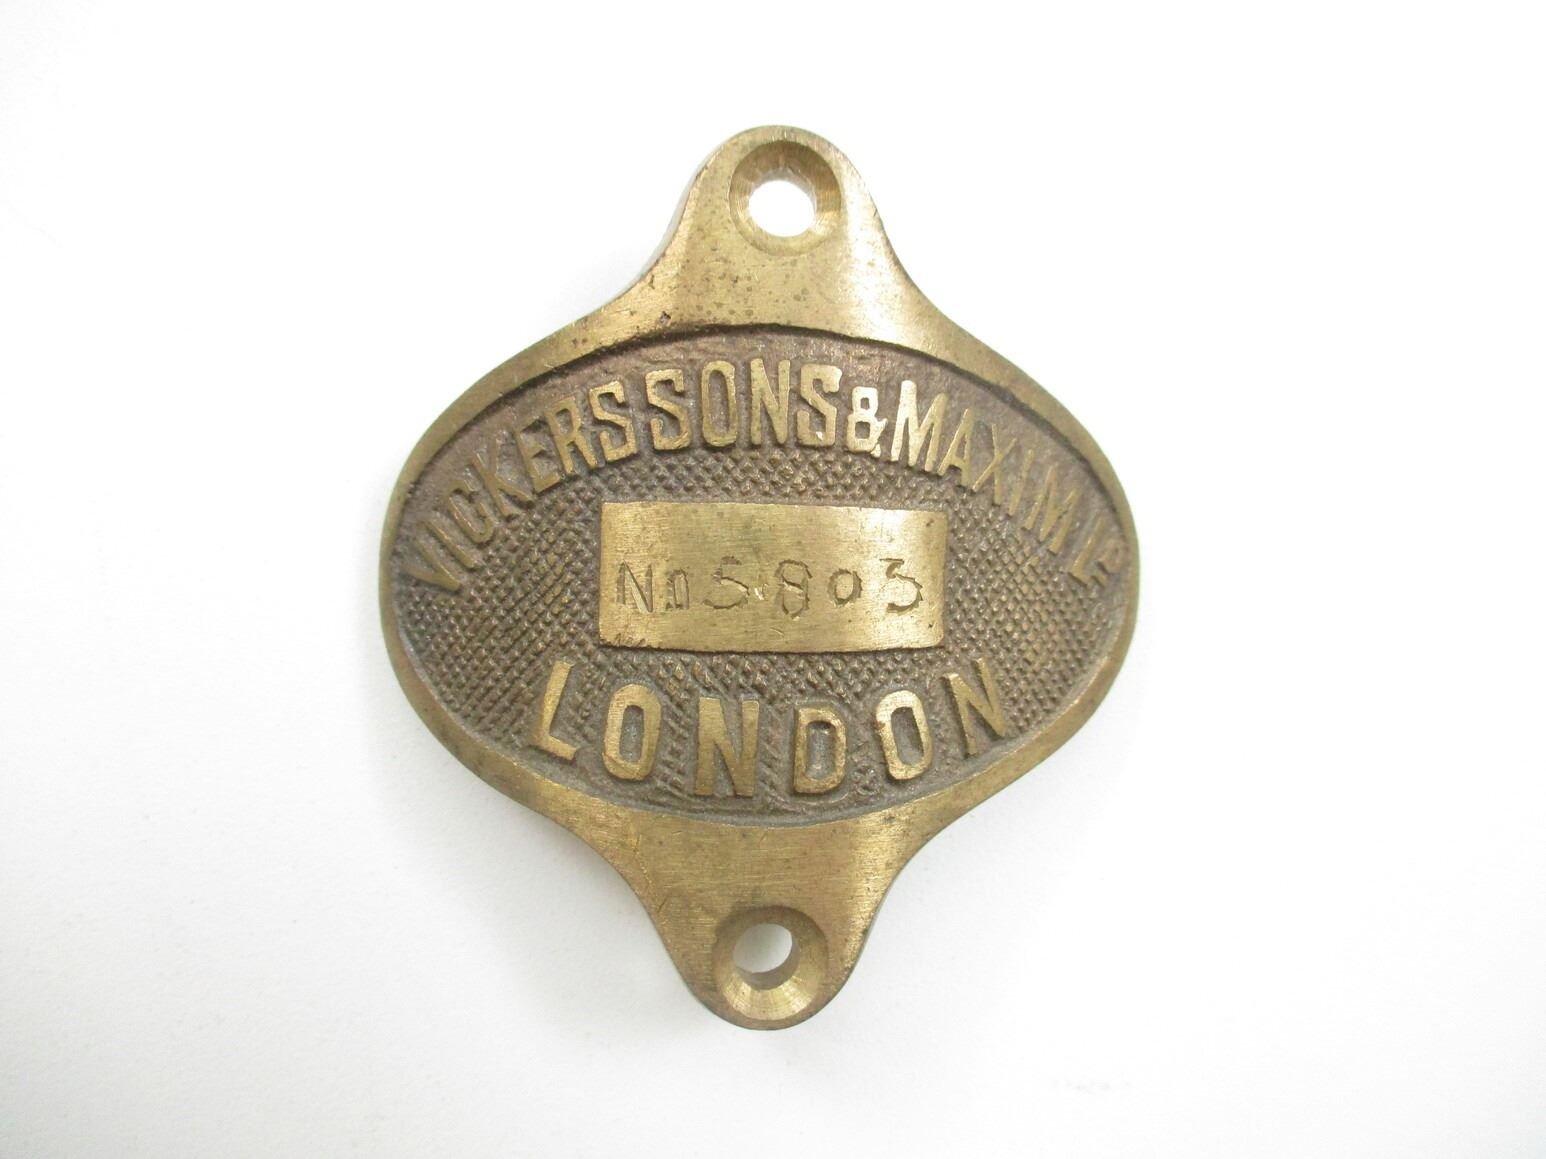 VICKERS SONS & MAXIM LD
No 5803
LONDON